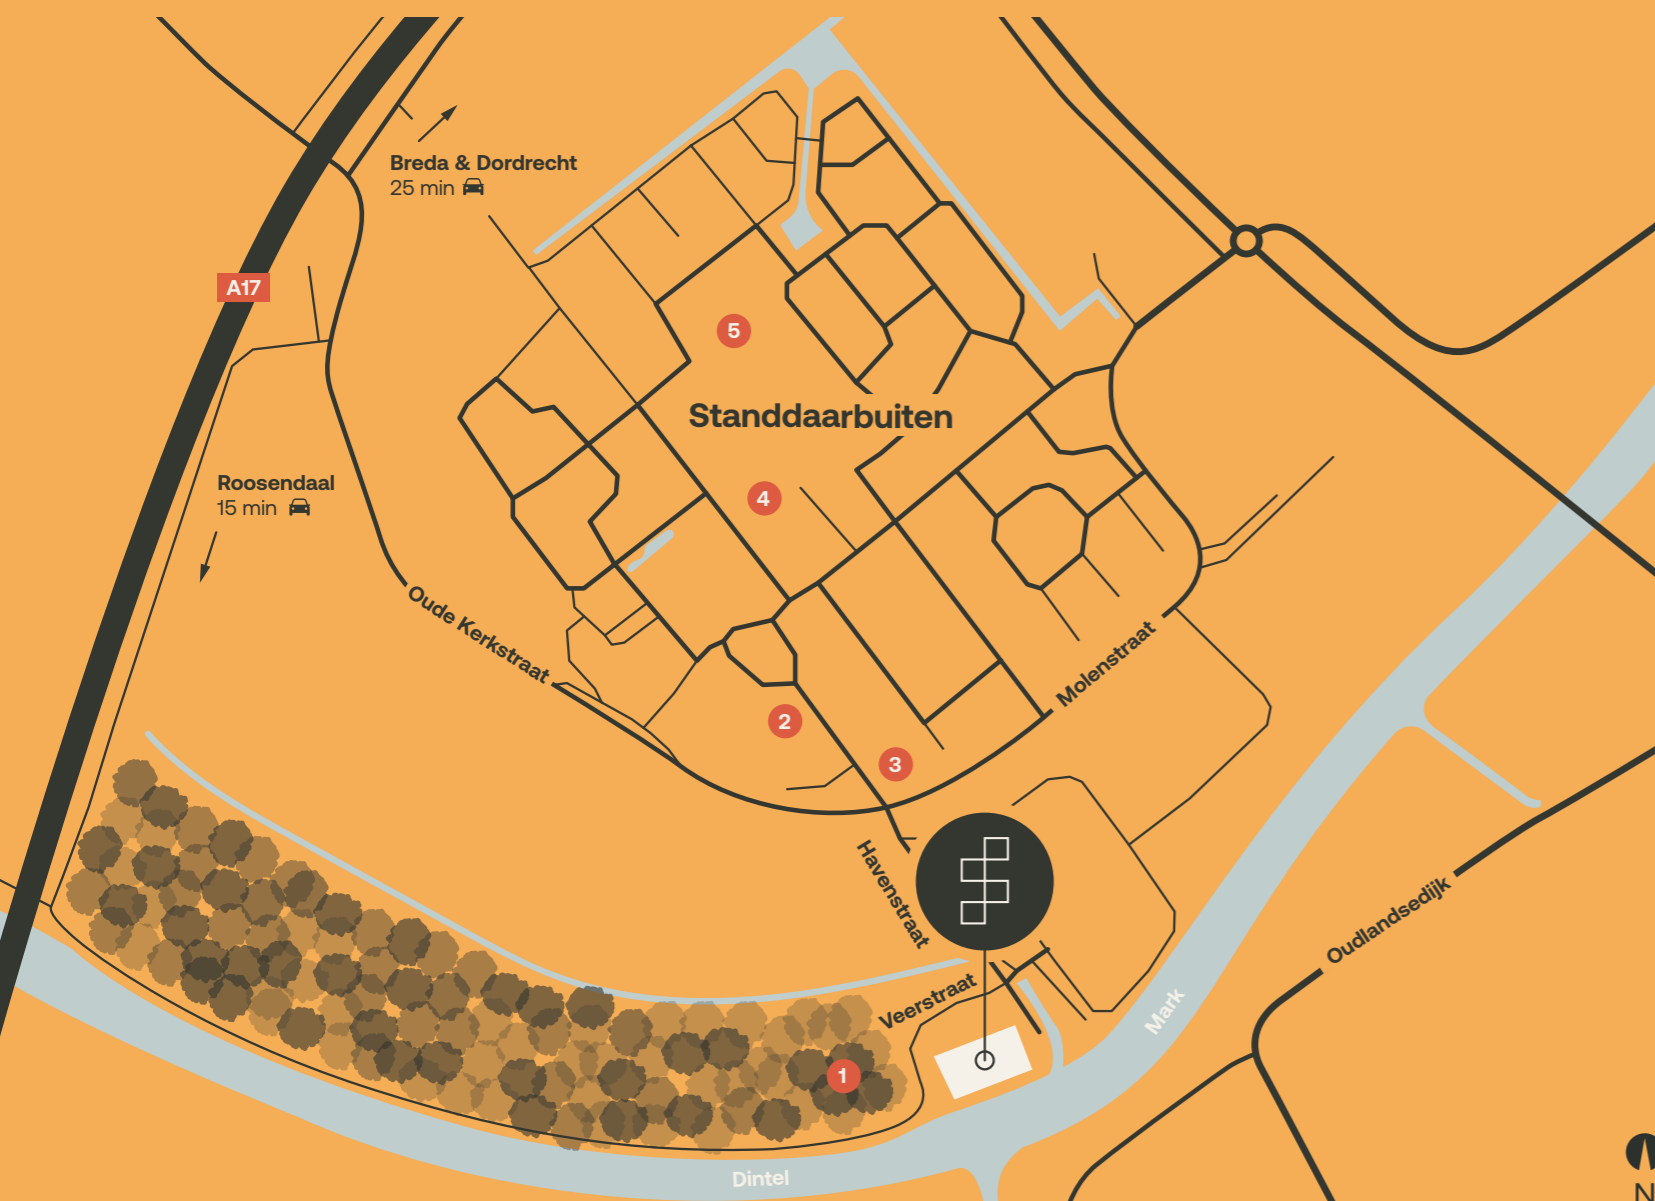 Breda & Dordrecht
25 min
A17
5
Standdaarbuiten
Roosendaal
15 min
4
Oude Kerkstraat
Molenstraat
2
3
Havenstraat
Oudlandsedijk
Veerstraat
Mark
1
Dintel
N